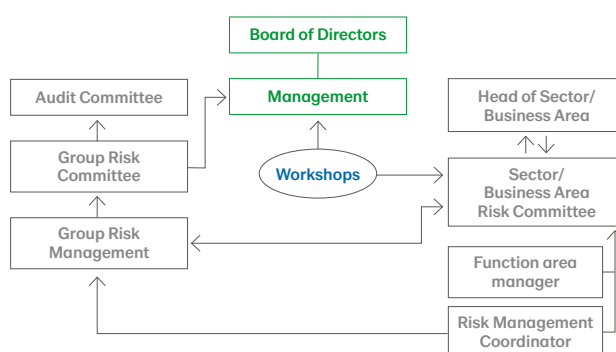 Board of Directors
Audit Committee
Management
Head of Sector/
Business Area
Group Risk
Committee
Workshops
Sector/
Business Area
Risk Committee
Group Risk
Management
Function area
manager
Risk Management
Coordinator